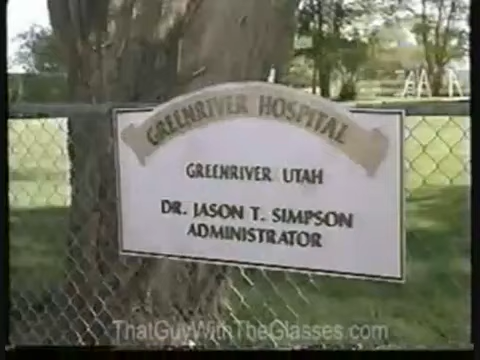 GREENRIVER HOSPITAL
GREENRIVER UTAH
DR. JASON T. SIMPSON
ADMINISTRATOR
ThatGuyWithTheGlasses.com